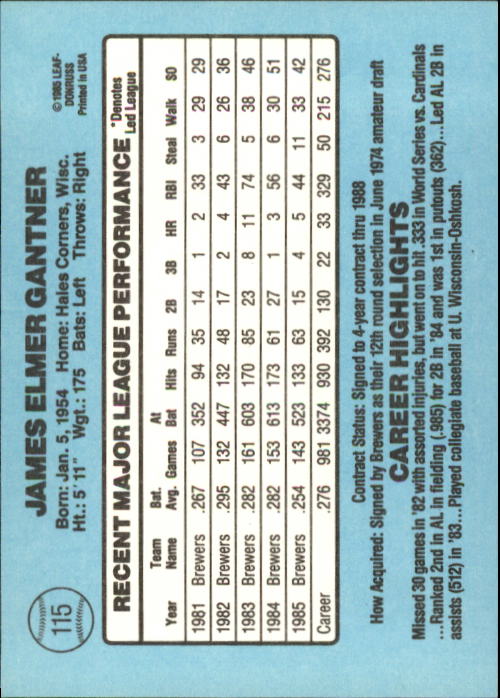 115
JAMES ELMER GANTNER
Born: Jan. 5, 1954 Home: Hales Corners, Wisc.
Ht.: 5' 11" Wgt.: 175 Bats: Left Throws: Right
© 1985 LEAF-
DONRUSS
Printed in USA
RECENT MAJOR LEAGUE PERFORMANCE
*Denotes
Led League
Team Bat. At
Year Name Avg. Games Bat Hits Runs 2B 3B HR RBI Steal Walk SO
1981 Brewers .267 107 352 94 35 14 1 2 33 3 29 29
1982 Brewers .295 132 447 132 48 17 2 4 43 6 26 36
1983 Brewers .282 161 603 170 85 23 8 11 74 5 38 46
1984 Brewers .282 153 613 173 61 27 1 3 56 6 30 51
1985 Brewers .254 143 523 133 63 15 4 5 44 11 33 42
Career .276 981 3374 930 392 130 22 33 329 50 215 276
Contract Status: Signed to 4-year contract thru 1988
How Acquired: Signed by Brewers as their 12th round selection in June 1974 amateur draft
CAREER HIGHLIGHTS
Missed 30 games in '82 with assorted injuries, but went on to hit .333 in World Series vs. Cardinals
...Ranked 2nd in AL in fielding (.985) for 2B in '84 and was 1st in putouts (362)...Led AL 2B in
assists (512) in '83...Played collegiate baseball at U. Wisconsin-Oshkosh.